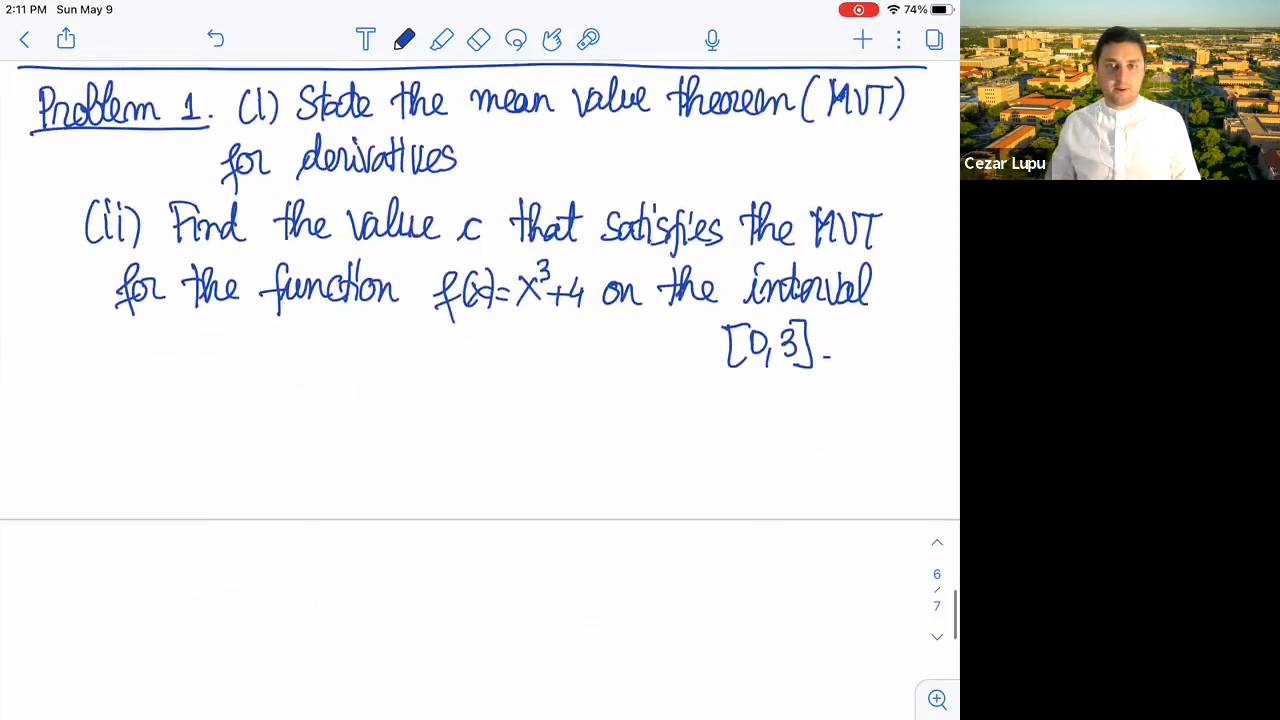 2:11 PM Sun May 9
74%
Problem 1. (i) State the mean value theorem (MVT)
for derivatives
(ii) Find the value c that satisfies the MVT
for the function f(x)=x³+4 on the interval
[0,3].
Cezar Lupu
T
6
/
7